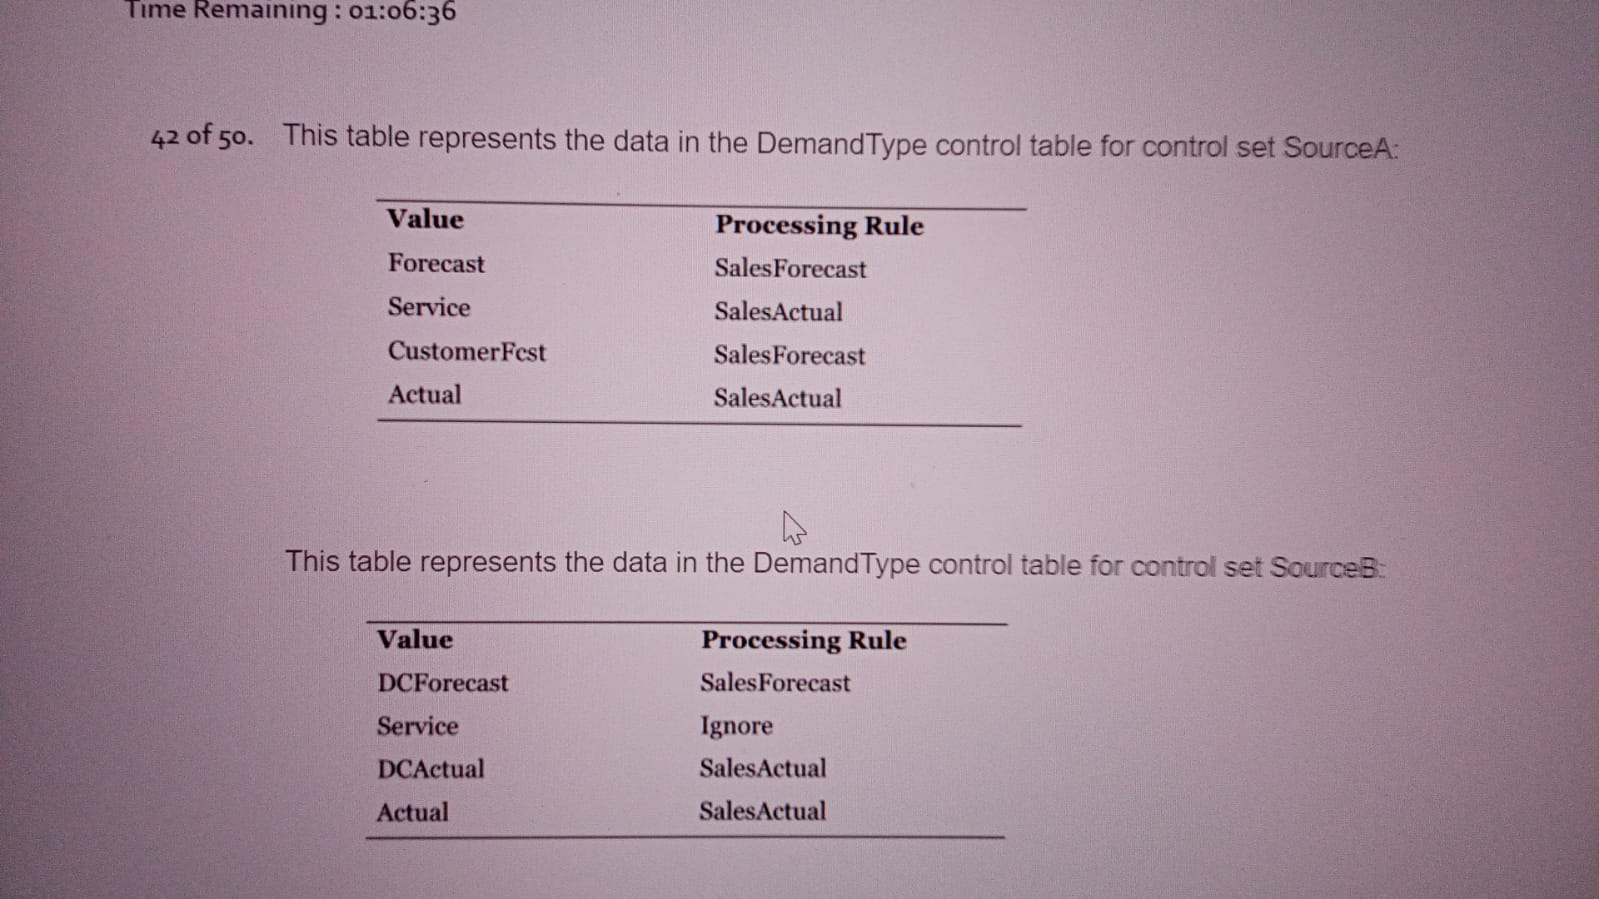 Time Remaining : 01:06:36
42 of 50. This table represents the data in the DemandType control table for control set SourceA:
Value Processing Rule
Forecast SalesForecast
Service SalesActual
CustomerFcst SalesForecast
Actual SalesActual
This table represents the data in the DemandType control table for control set SourceB:
Value Processing Rule
DCForecast SalesForecast
Service Ignore
DCActual SalesActual
Actual SalesActual